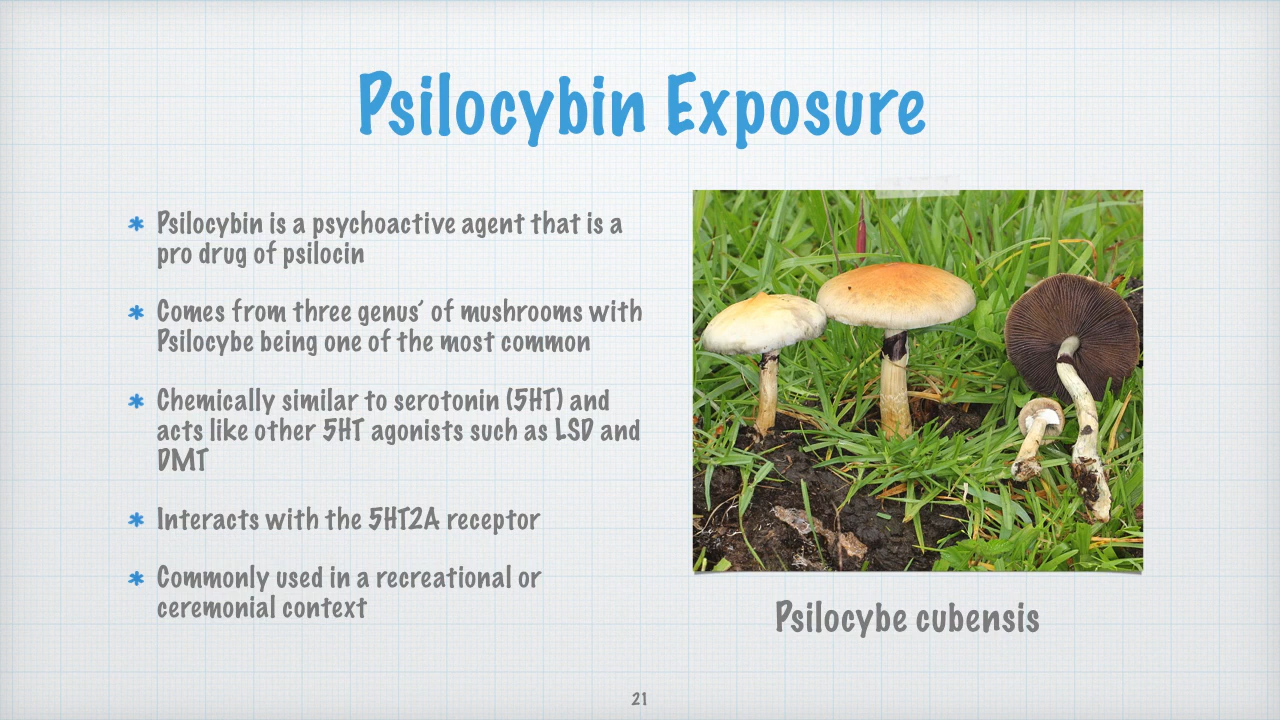 Psilocybin Exposure
* Psilocybin is a psychoactive agent that is a
pro drug of psilocin
* Comes from three genus’ of mushrooms with
Psilocybe being one of the most common
* Chemically similar to serotonin (5HT) and
acts like other 5HT agonists such as LSD and
DMT
* Interacts with the 5HT2A receptor
* Commonly used in a recreational or
ceremonial context
Psilocybe cubensis
21